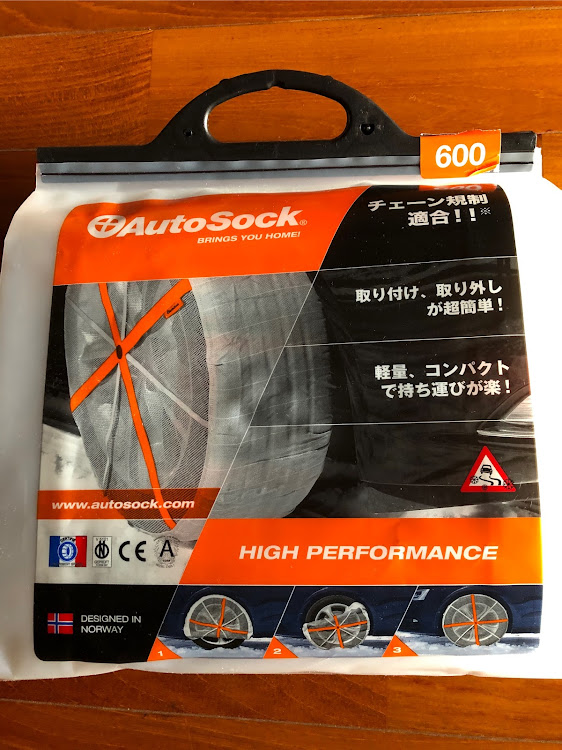 600
AutoSock®
BRINGS YOU HOME!
チェーン規制
適合!!※
取り付け、取り外し
が超簡単!
軽量、コンパクト
で持ち運びが楽!
www.autosock.com
CE
A
HIGH PERFORMANCE
DESIGNED IN
NORWAY
1
2
3